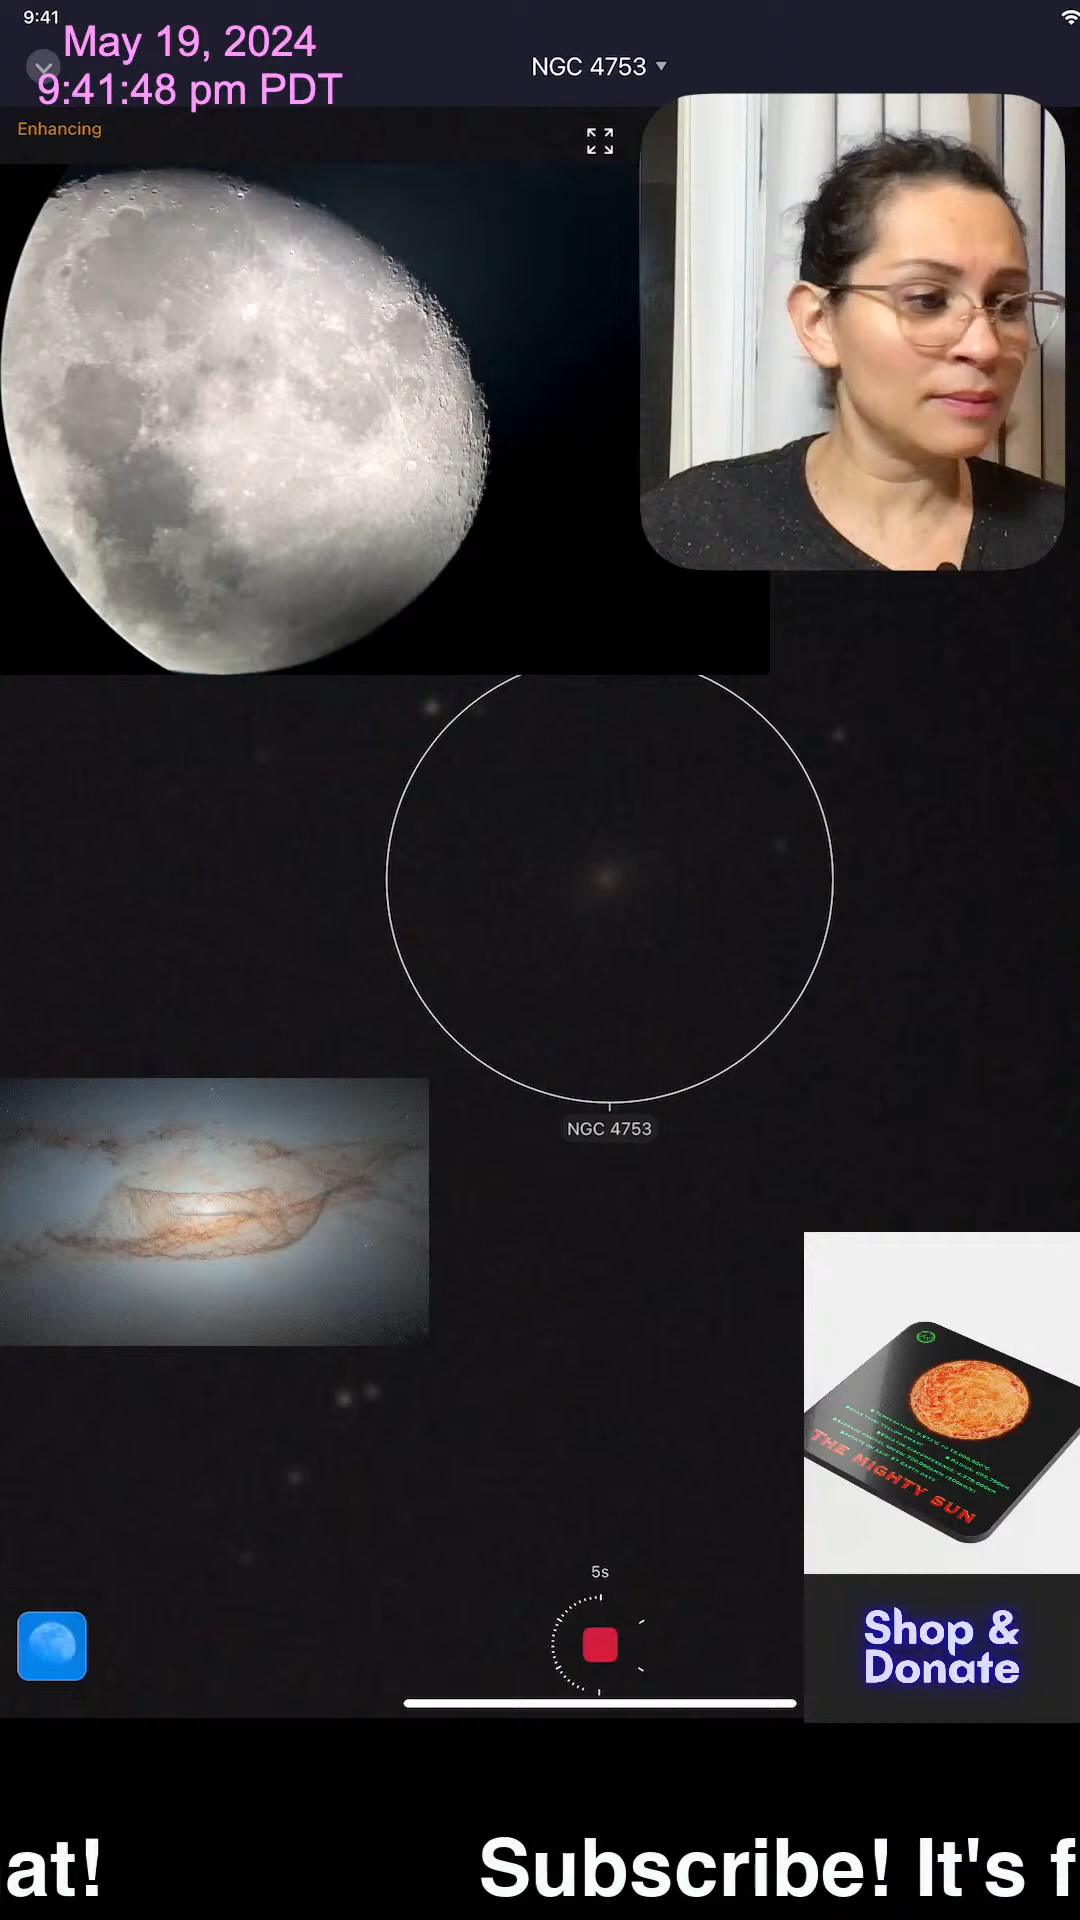 9:41
May 19, 2024
9:41:48 pm PDT
NGC 4753
Enhancing
NGC 4753
THE MIGHTY SUN
5s
Shop &
Donate
at!
Subscribe! It's f